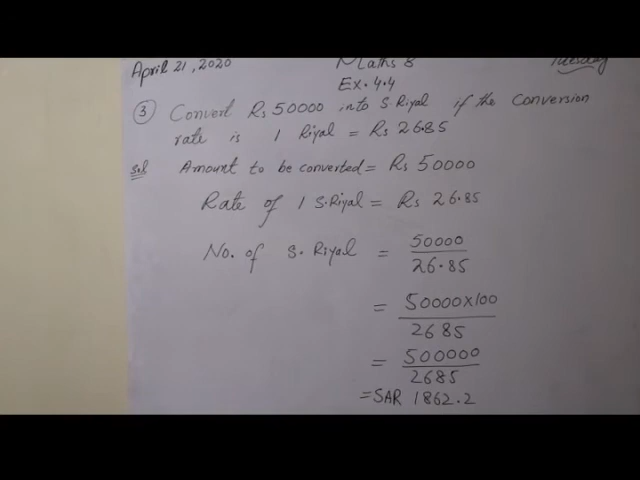 April 21, 2020 Maths 8 Tuesday
Ex. 4.4
③ Convert Rs 50000 into S. Riyal if the Conversion
rate is 1 Riyal = Rs 26.85
Sol Amount to be converted = Rs 50000
Rate of 1 S. Riyal = Rs 26.85
No. of S. Riyal = 50000
26.85
= 50000x100
2685
= 500000
2685
= SAR 1862.2